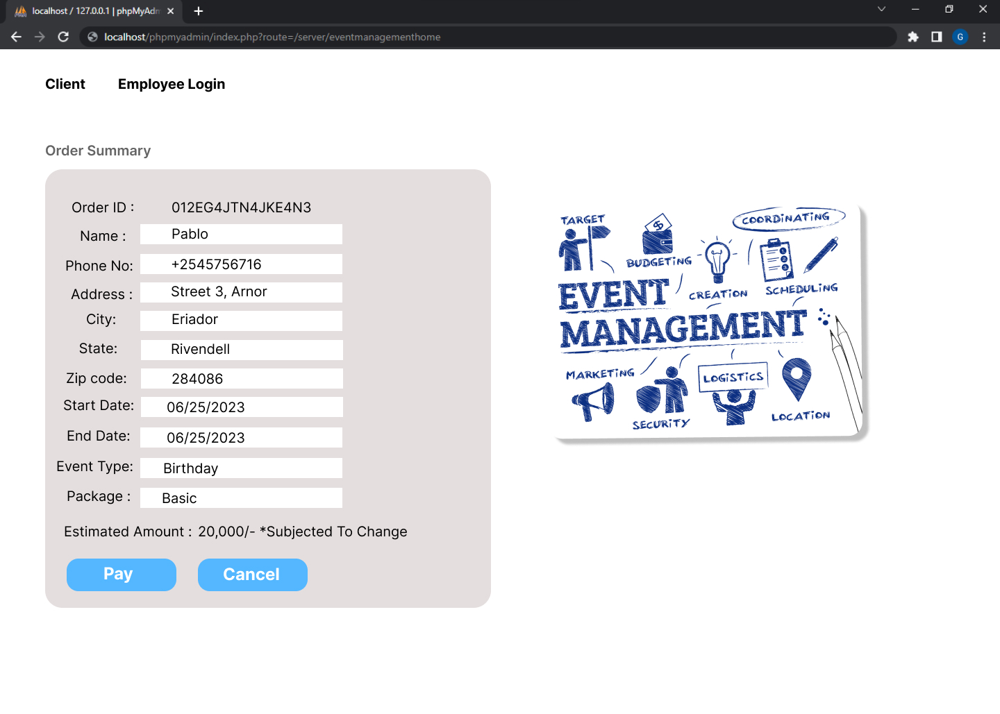 localhost / 127.0.0.1 | phpMyAdm
localhost/phpmyadmin/index.php?route=/server/eventmanagementhome
G
Client Employee Login
Order Summary
Order ID : 012EG4JTN4JKE4N3
Name : Pablo
Phone No: +2545756716
Address : Street 3, Arnor
City: Eriador
State: Rivendell
Zip code: 284086
Start Date: 06/25/2023
End Date: 06/25/2023
Event Type: Birthday
Package : Basic
Estimated Amount : 20,000/- *Subjected To Change
Pay Cancel
TARGET
$
BUDGETiNG
CREATiON
COORDiNATiNG
1
2
3
SCHEDULiNG
EVENT
MANAGEMENT
MARKETiNG
SECURiTY
LOGiSTiCS
LOCATiON